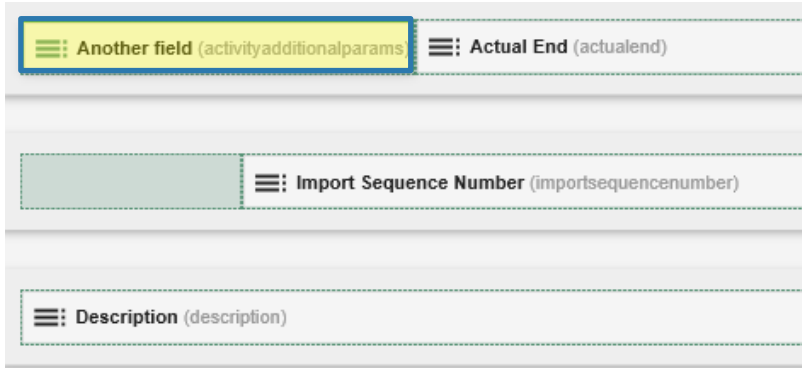 Another field (activityadditionalparams) Actual End (actualend)
Import Sequence Number (importsequencenumber)
Description (description)